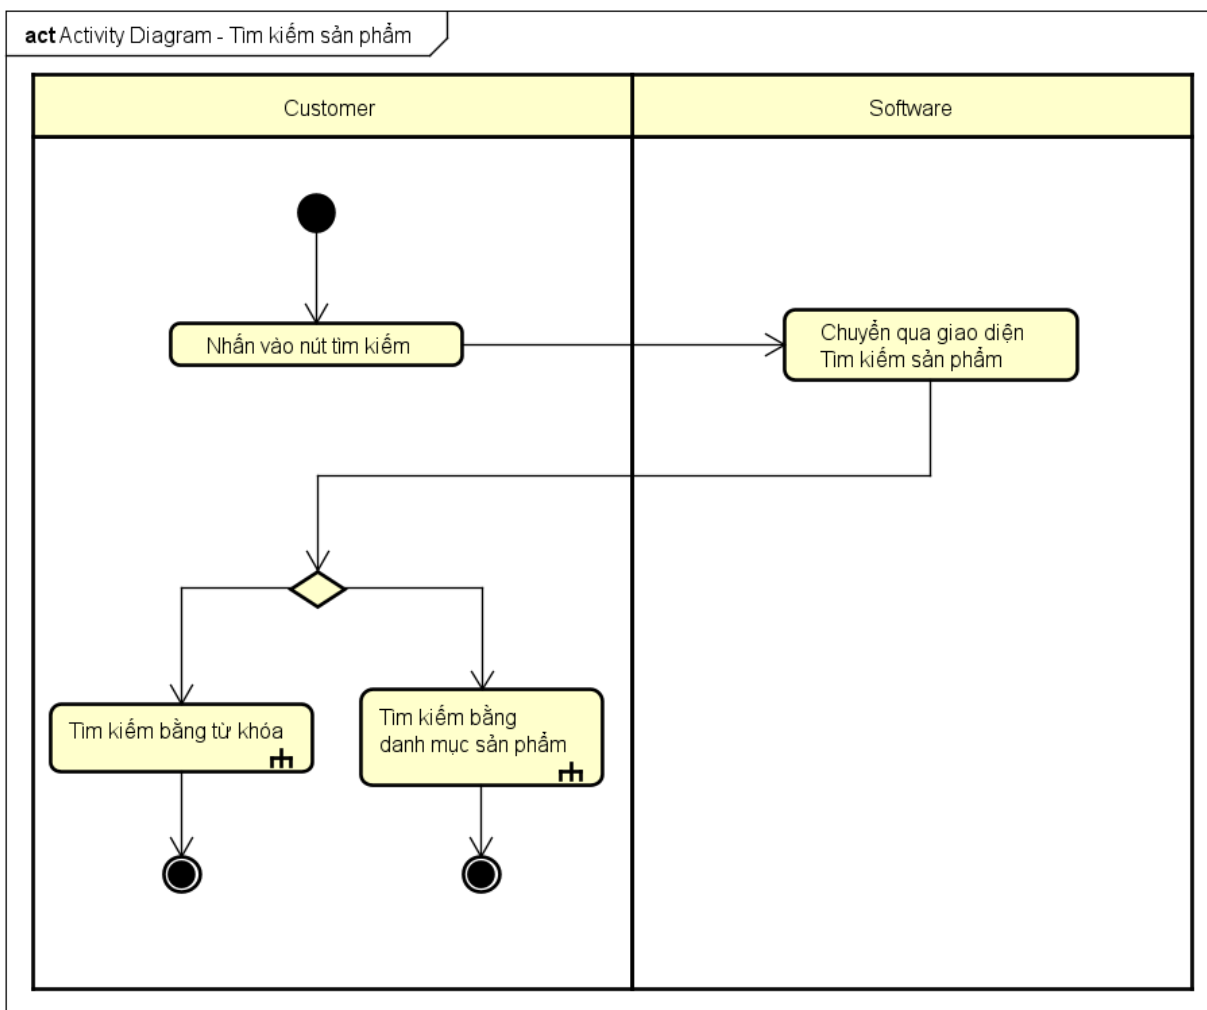 act Activity Diagram - Tìm kiếm sản phẩm
Customer
Software
Nhấn vào nút tìm kiếm
Chuyển qua giao diện
Tìm kiếm sản phẩm
Tìm kiếm bằng từ khóa
Tìm kiếm bằng
danh mục sản phẩm